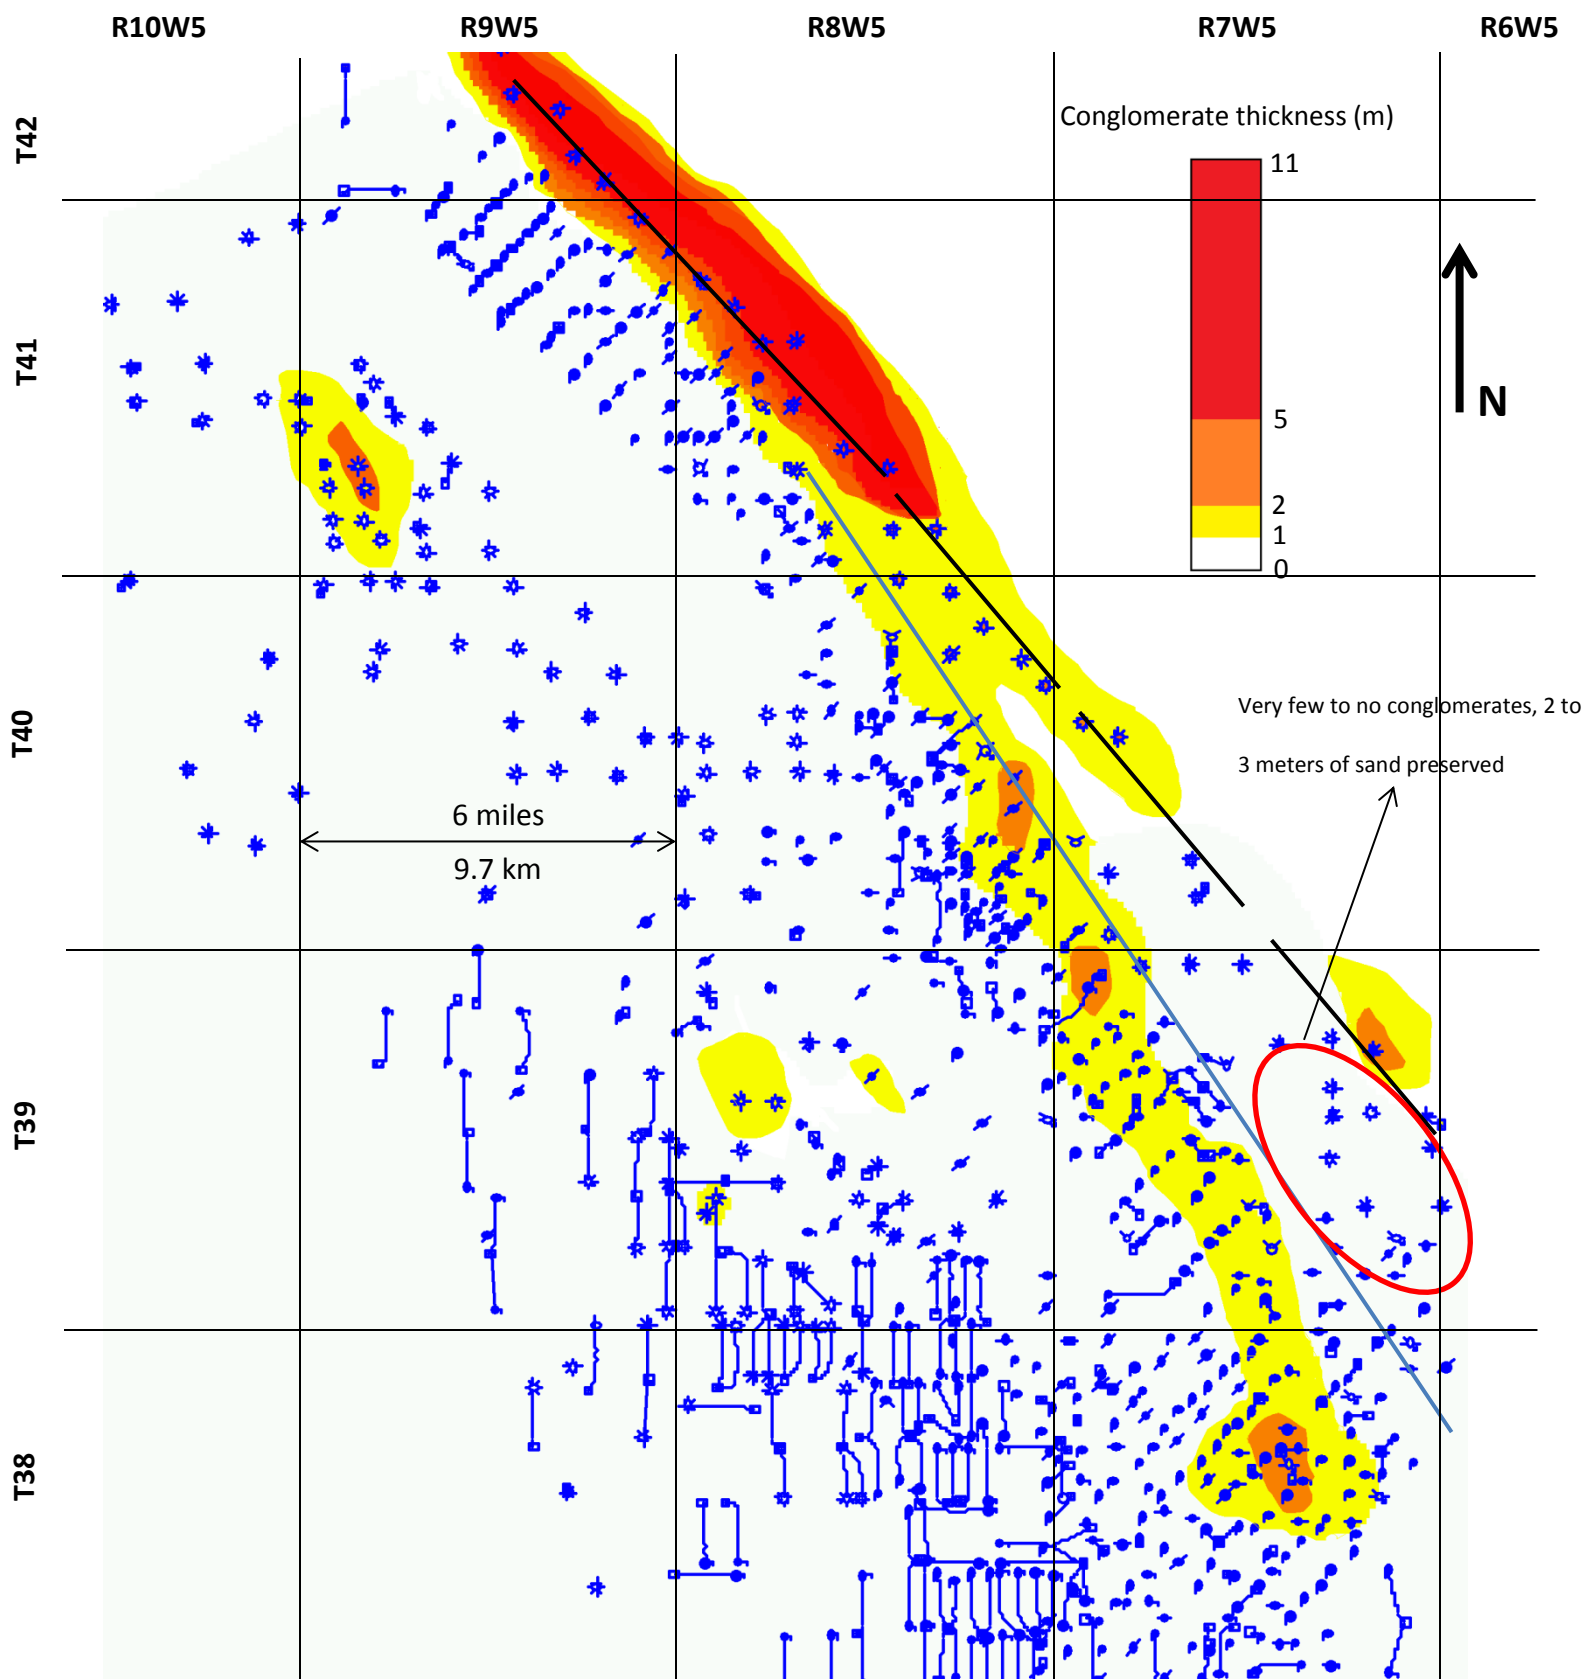 R10W5 R9W5 R8W5 R7W5 R6W5
T42
Conglomerate thickness (m)
11
T41
N
5
2
1
0
T40
Very few to no conglomerates, 2 to
3 meters of sand preserved
6 miles
9.7 km
T39
T38